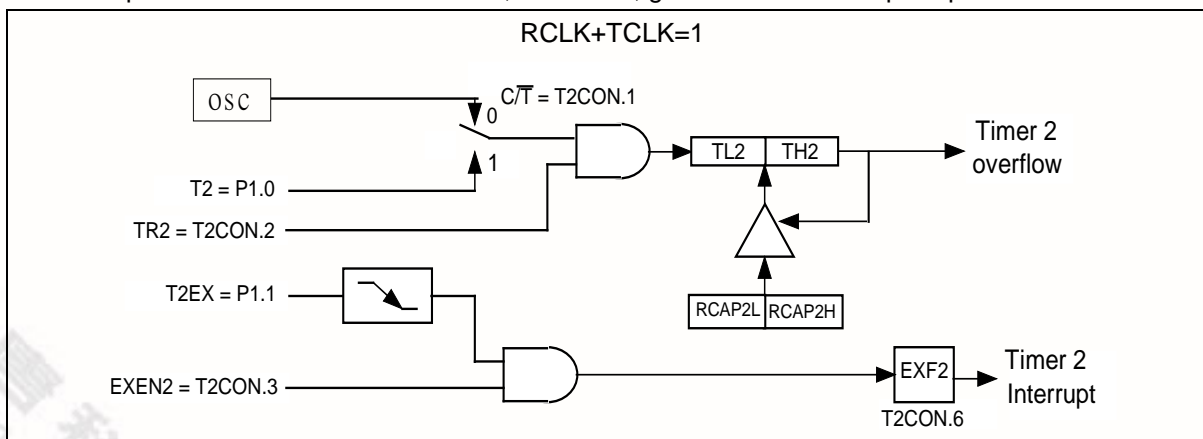 RCLK+TCLK=1
OSC
C/T̅ = T2CON.1
0
1
T2 = P1.0
TR2 = T2CON.2
TL2
TH2
Timer 2
overflow
T2EX = P1.1
RCAP2L
RCAP2H
EXEN2 = T2CON.3
EXF2
Timer 2
Interrupt
T2CON.6